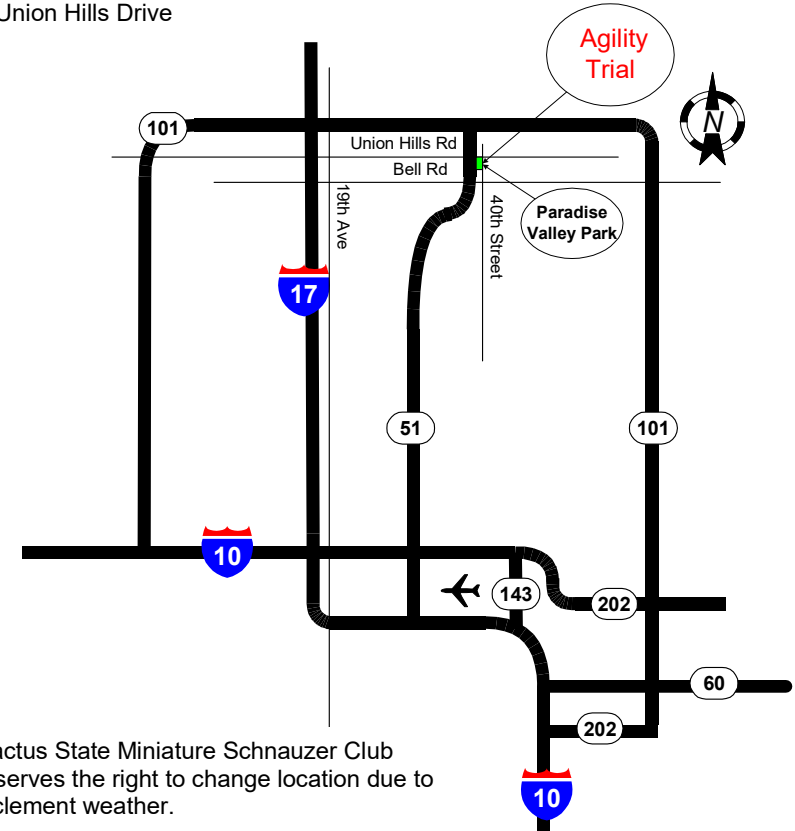 Union Hills Drive
Agility
Trial
101
N
Union Hills Rd
Bell Rd
19th Ave
40th Street
Paradise
Valley Park
17
51
101
10
143
202
60
202
actus State Miniature Schnauzer Club
serves the right to change location due to
clement weather.
10